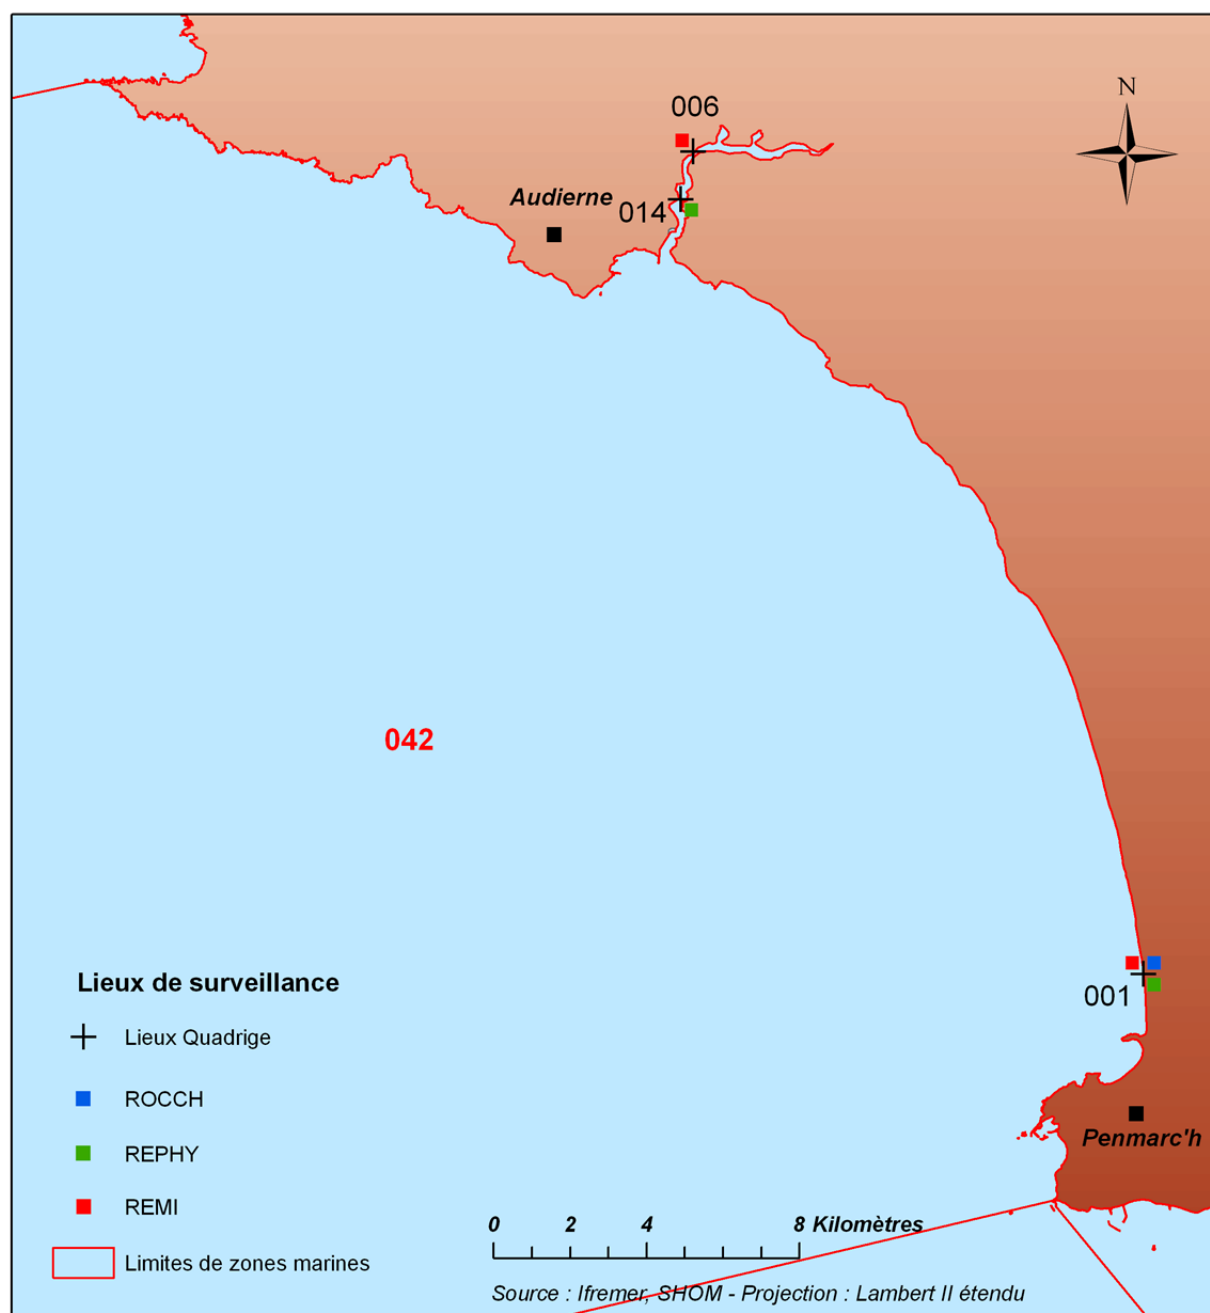 N
006
Audierne
014
042
001
Penmarc'h
Lieux de surveillance
Lieux Quadrige
ROCCH
REPHY
REMI
Limites de zones marines
0 2 4 8 Kilomètres
Source : Ifremer, SHOM - Projection : Lambert II étendu